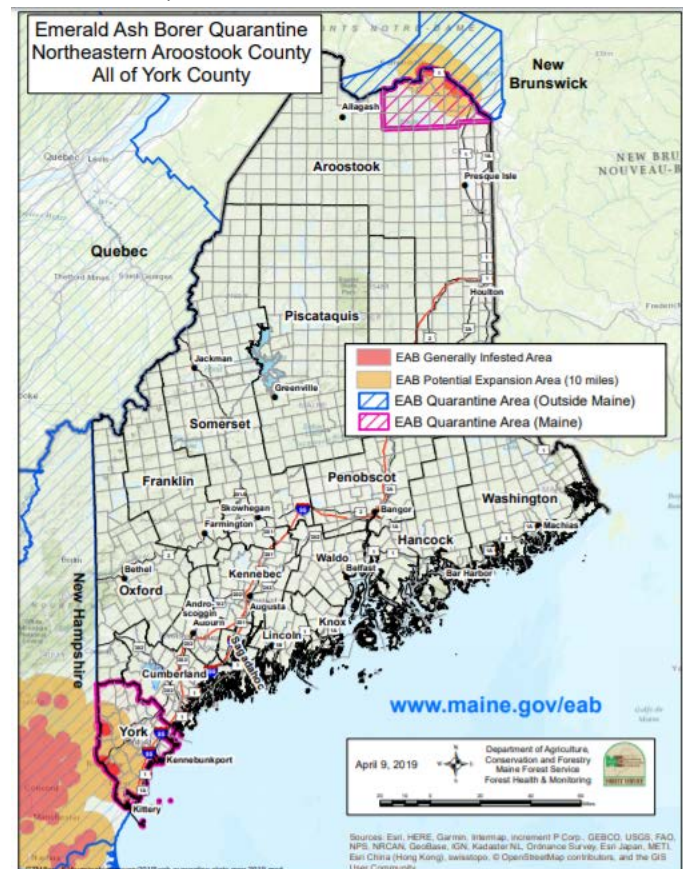 Emerald Ash Borer Quarantine
Northeastern Aroostook County
All of York County
New
Brunswick
Allagash
Aroostook
Presque Isle
Quebec
Houlton
Piscataquis
Jackman
Greenville
EAB Generally Infested Area
EAB Potential Expansion Area (10 miles)
EAB Quarantine Area (Outside Maine)
EAB Quarantine Area (Maine)
Somerset
Franklin
Penobscot
Washington
Skowhegan
Farmington
Bangor
Machias
Hancock
Waldo
Belfast
Bar Harbor
Bethel
Kennebec
Oxford
New Hampshire
Andro-
scoggin
Augusta
Auburn
Knox
Lincoln
Sagadahoc
Cumberland
www.maine.gov/eab
York
Kennebunkport
Kittery
April 9, 2019
Department of Agriculture,
Conservation and Forestry
Maine Forest Service
Forest Health & Monitoring
Sources: Esri, HERE, Garmin, Intermap, increment P Corp., GEBCO, USGS, FAO,
NPS, NRCAN, GeoBase, IGN, Kadaster NL, Ordnance Survey, Esri Japan, METI,
Esri China (Hong Kong), swisstopo, © OpenStreetMap contributors, and the GIS
User Community